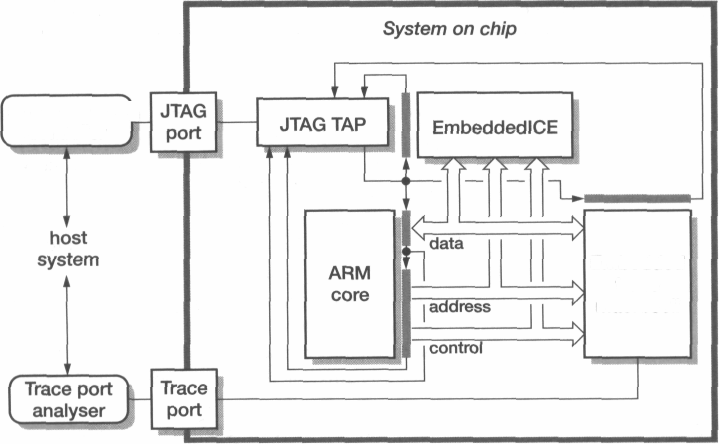 System on chip
JTAG
port
JTAG TAP
EmbeddedICE
host
system
data
ARM
core
address
control
Trace port
analyser
Trace
port